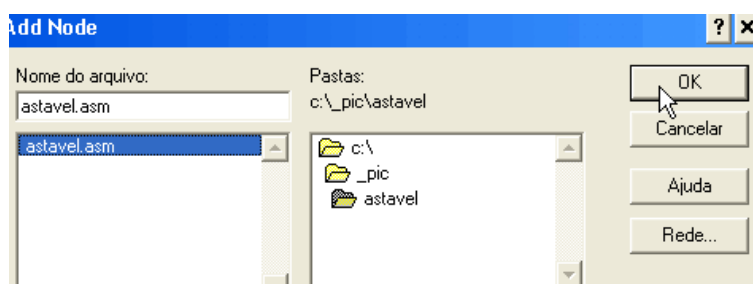 Add Node
?
Nome do arquivo:
Pastas:
OK
astavel.asm
c:\_pic\astavel
Cancelar
astavel.asm
c:\
_pic
astavel
Ajuda
Rede...